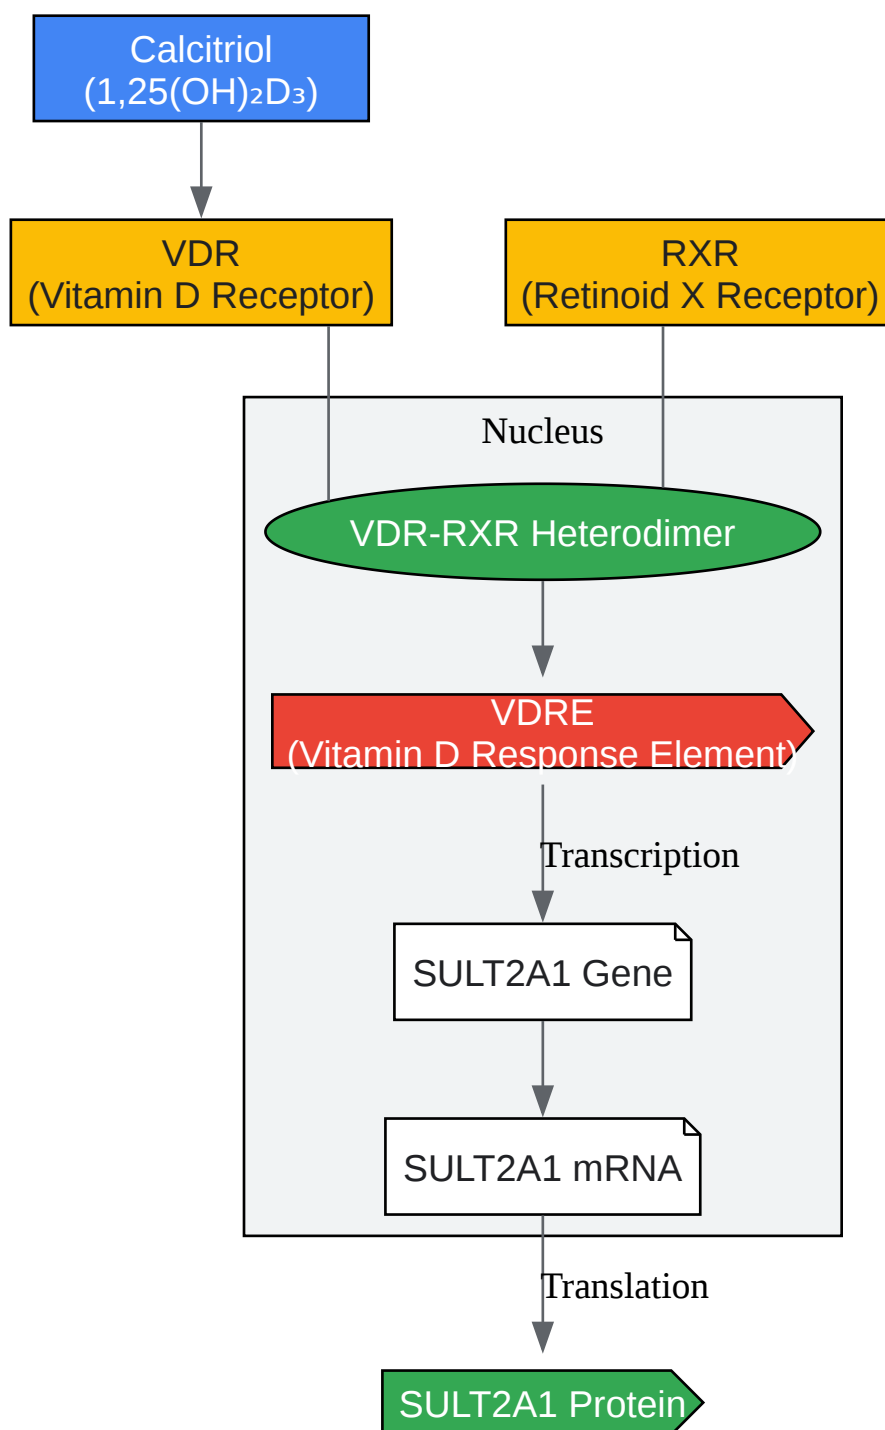 Calcitriol
(1,25(OH)₂D₃)
VDR
(Vitamin D Receptor)
RXR
(Retinoid X Receptor)
Nucleus
VDR-RXR Heterodimer
VDRE
(Vitamin D Response Element)
Transcription
SULT2A1 Gene
SULT2A1 mRNA
Translation
SULT2A1 Protein